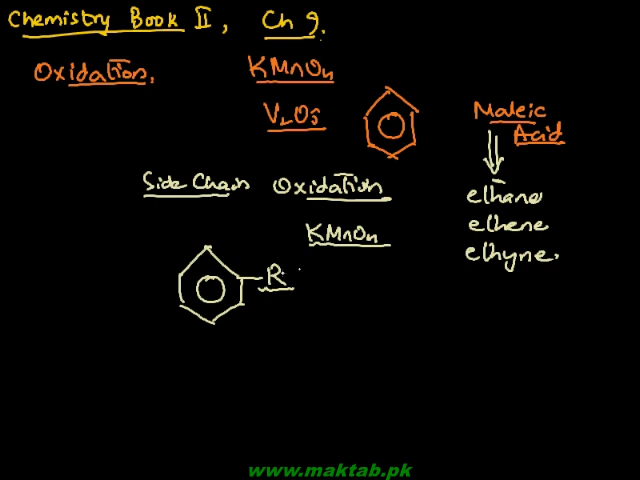 Chemistry Book II, Ch 9.
Oxidation. KMnO4
V2O5
Maleic
Acid
Side Chain Oxidation
ethane
ethene
KMnO4
ethyne.
R
www.maktab.pk